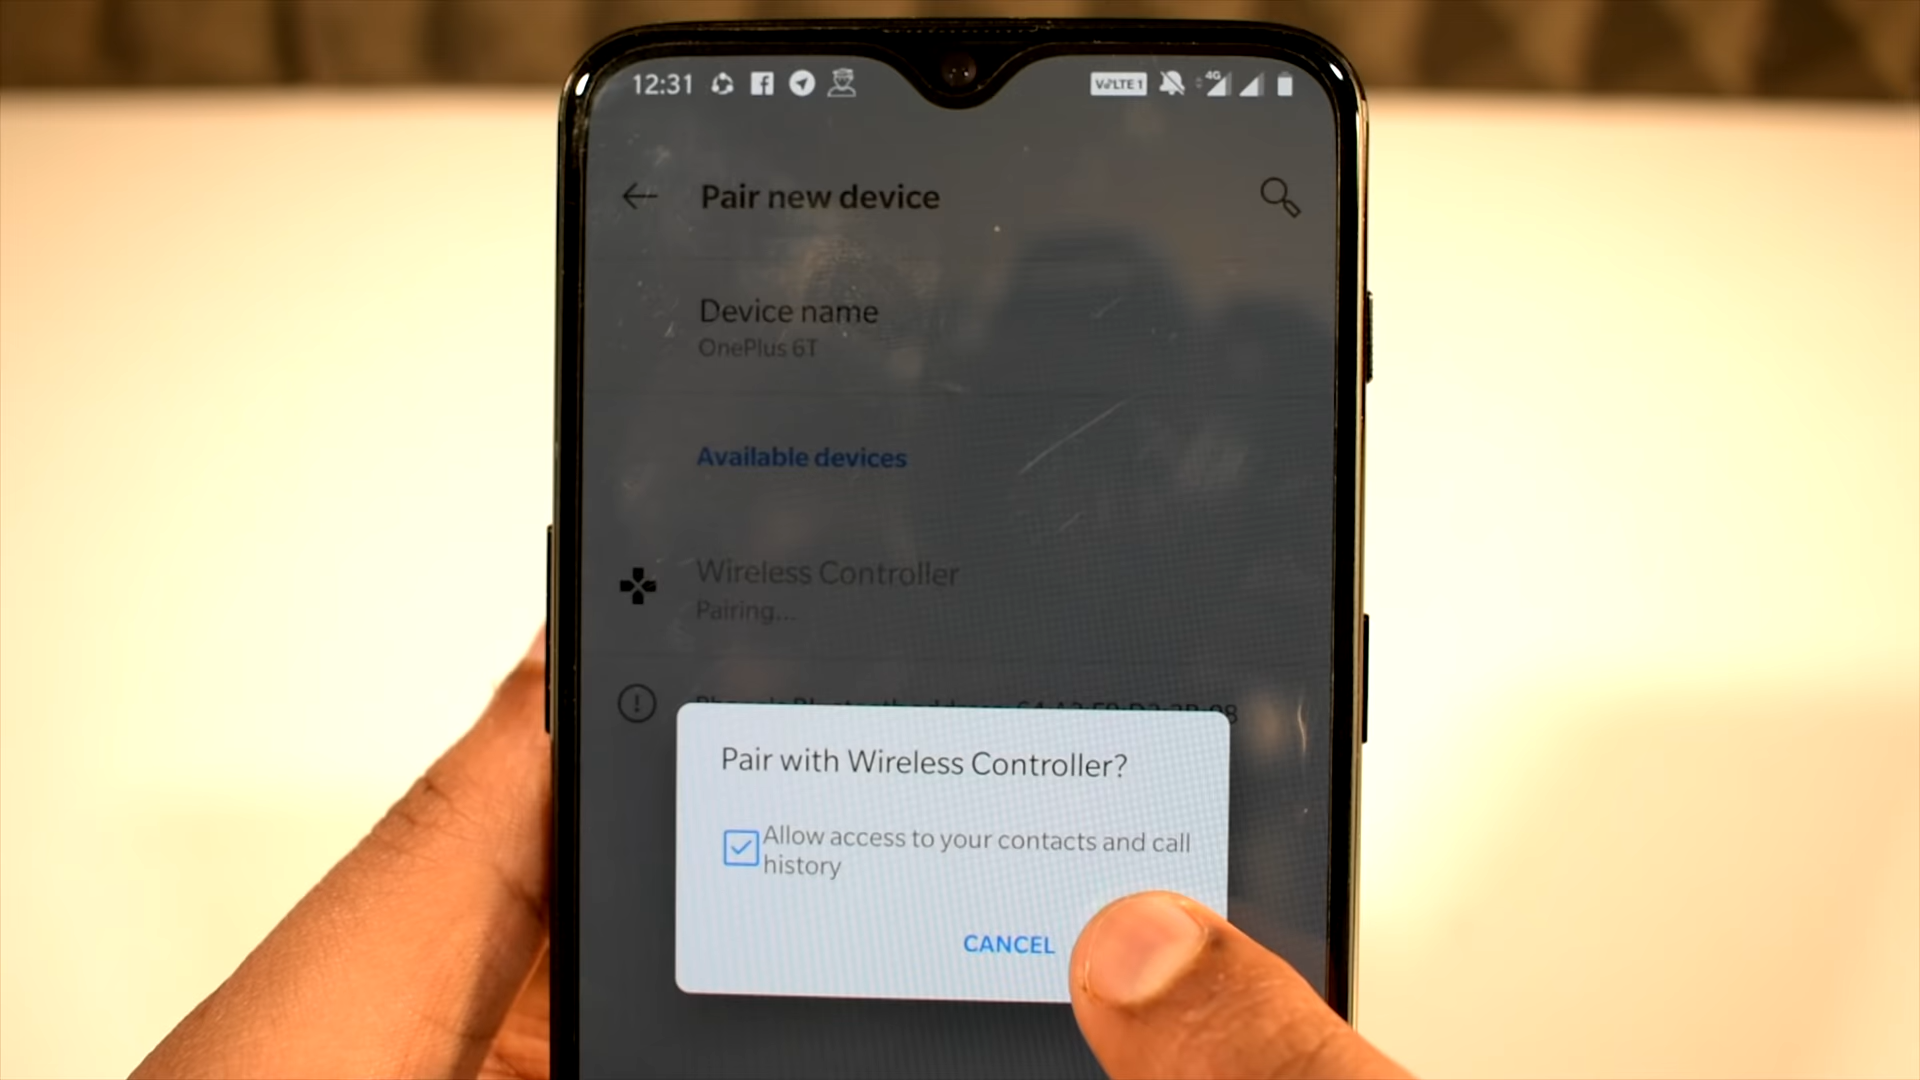 12:31
VoLTE 1
4G
Pair new device
Device name
OnePlus 6T
Available devices
Wireless Controller
Pairing...
Pair with Wireless Controller?
Allow access to your contacts and call
history
CANCEL